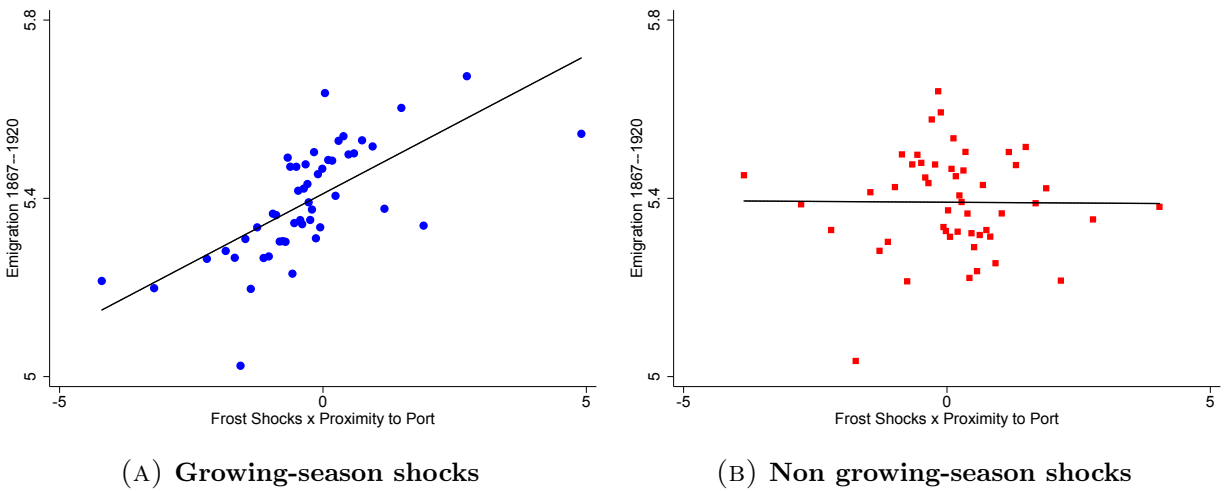 5.8
5.4
5
Emigration 1867--1920
-5
0
5
Frost Shocks x Proximity to Port
(A) Growing-season shocks
5.8
5.4
5
Emigration 1867--1920
-5
0
5
Frost Shocks x Proximity to Port
(B) Non growing-season shocks